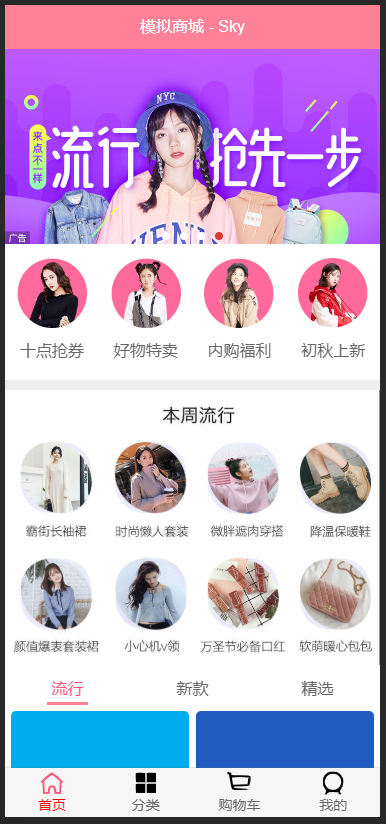 模拟商城 - Sky
NYC
来点不样
流行 抢先一步
广告
十点抢券 好物特卖 内购福利 初秋上新
本周流行
霸街长袖裙 时尚懒人套装 微胖遮肉穿搭 降温保暖鞋
颜值爆表套装裙 小心机v领 万圣节必备口红 软萌暖心包包
流行 新款 精选
首页 分类 购物车 我的